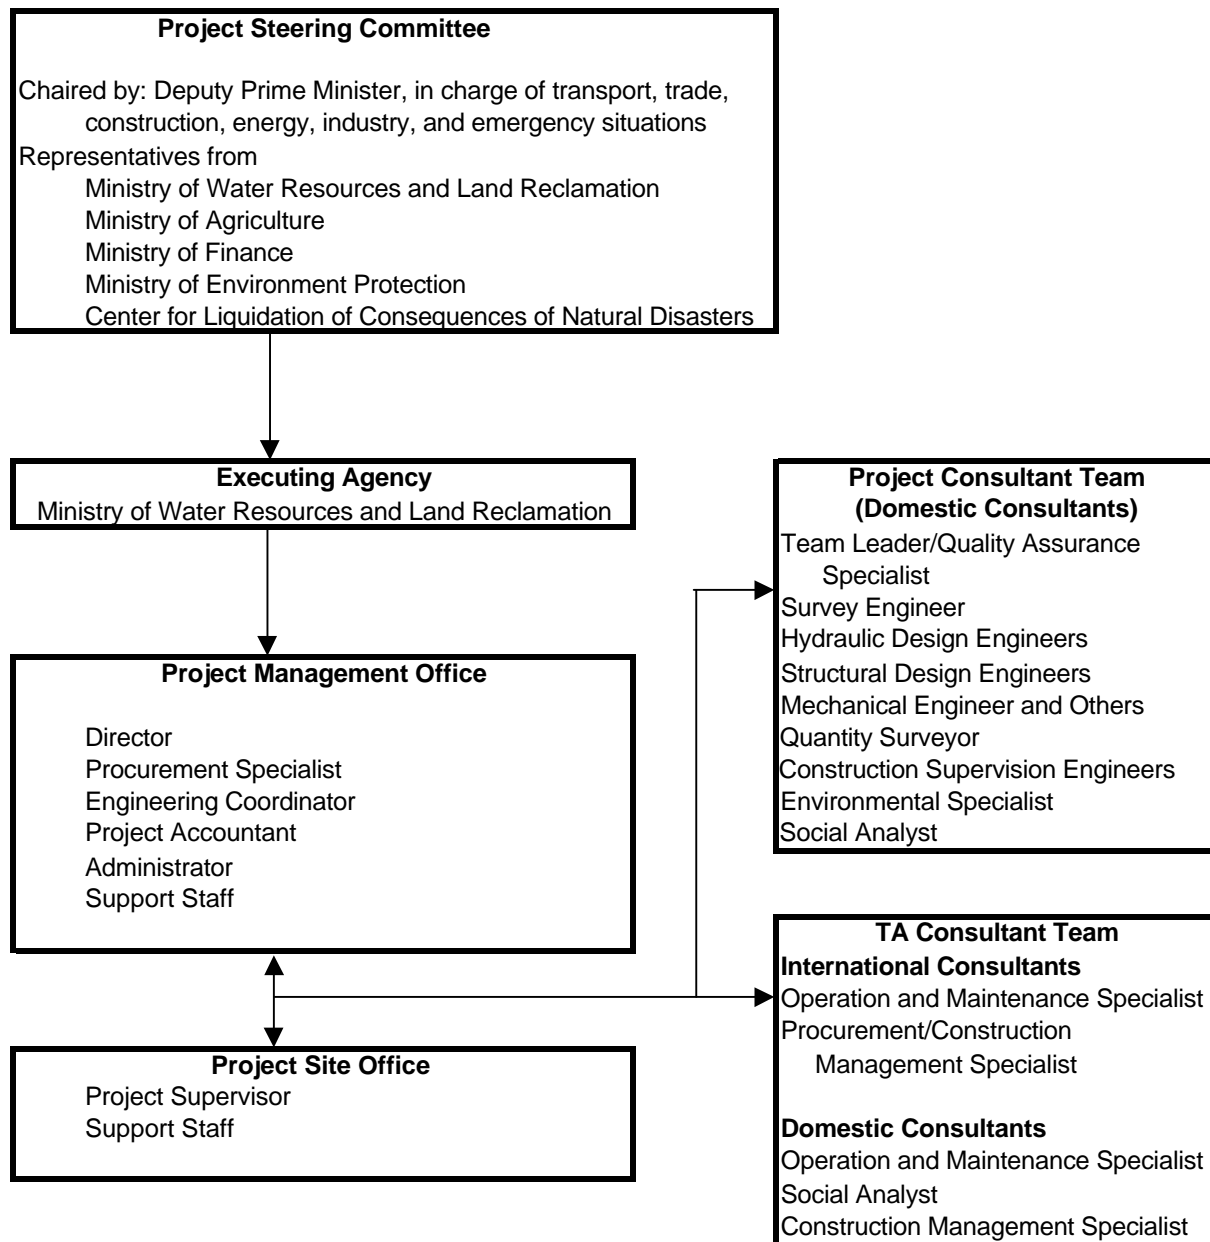 Project Steering Committee
Chaired by: Deputy Prime Minister, in charge of transport, trade,
construction, energy, industry, and emergency situations
Representatives from
Ministry of Water Resources and Land Reclamation
Ministry of Agriculture
Ministry of Finance
Ministry of Environment Protection
Center for Liquidation of Consequences of Natural Disasters
Executing Agency
Ministry of Water Resources and Land Reclamation
Project Management Office
Director
Procurement Specialist
Engineering Coordinator
Project Accountant
Administrator
Support Staff
Project Site Office
Project Supervisor
Support Staff
Project Consultant Team
(Domestic Consultants)
Team Leader/Quality Assurance
Specialist
Survey Engineer
Hydraulic Design Engineers
Structural Design Engineers
Mechanical Engineer and Others
Quantity Surveyor
Construction Supervision Engineers
Environmental Specialist
Social Analyst
TA Consultant Team
International Consultants
Operation and Maintenance Specialist
Procurement/Construction
Management Specialist
Domestic Consultants
Operation and Maintenance Specialist
Social Analyst
Construction Management Specialist